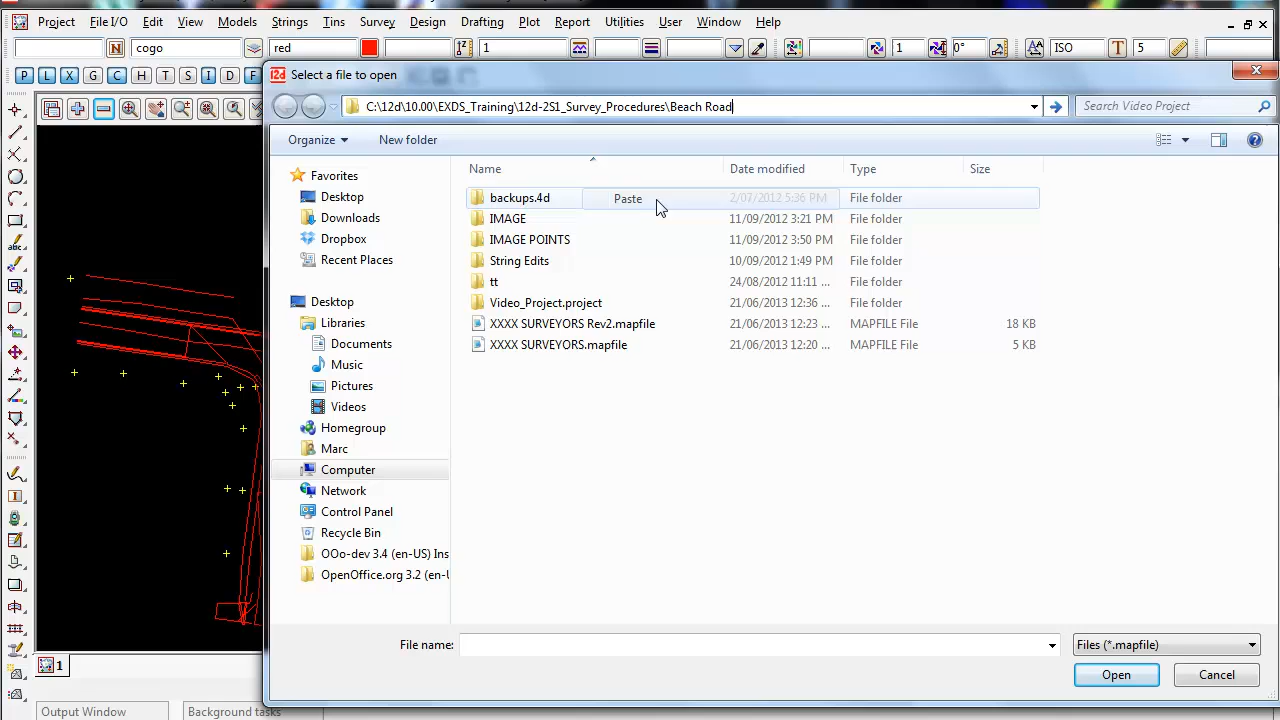 Project File I/O Edit View Models Strings Tins Survey Design Drafting Plot Report Utilities User Window Help
N cogo red 1 1 0° ISO T 5
P L X G C H T S I D F
12d Select a file to open
C:\12d\10.00\EXDS_Training\12d-2S1_Survey_Procedures\Beach Road Search Video Project
Organize New folder
Name Date modified Type Size
Favorites
Desktop
Downloads
Dropbox
Recent Places
Desktop
Libraries
Documents
Music
Pictures
Videos
Homegroup
Marc
Computer
Network
Control Panel
Recycle Bin
OOo-dev 3.4 (en-US) Ins
OpenOffice.org 3.2 (en-U
backups.4d Paste 2/07/2012 5:36 PM File folder
IMAGE 11/09/2012 3:21 PM File folder
IMAGE POINTS 11/09/2012 3:50 PM File folder
String Edits 10/09/2012 1:49 PM File folder
tt 24/08/2012 11:11 ... File folder
Video_Project.project 21/06/2013 12:36 ... File folder
XXXX SURVEYORS Rev2.mapfile 21/06/2013 12:23 ... MAPFILE File 18 KB
XXXX SURVEYORS.mapfile 21/06/2013 12:20 ... MAPFILE File 5 KB
File name: Files (*.mapfile)
Open Cancel
1
Output Window Background tasks